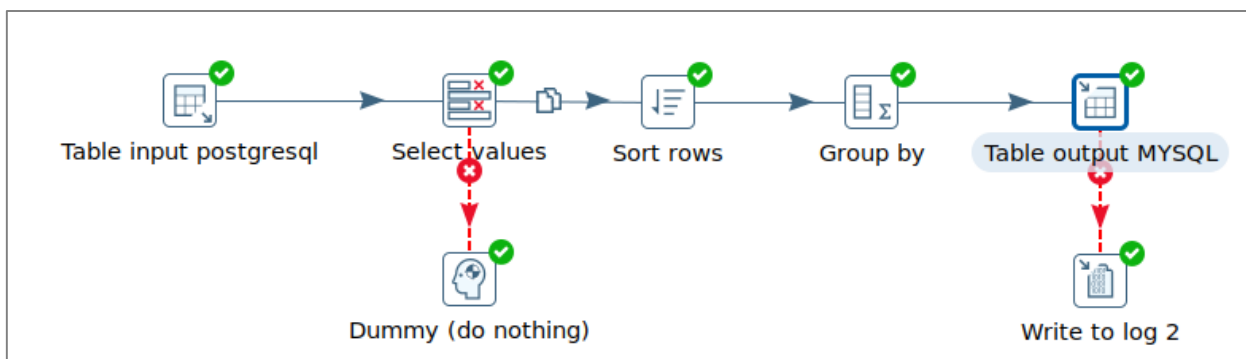 Table input postgresql
Select values
Sort rows
Group by
Table output MYSQL
Dummy (do nothing)
Write to log 2